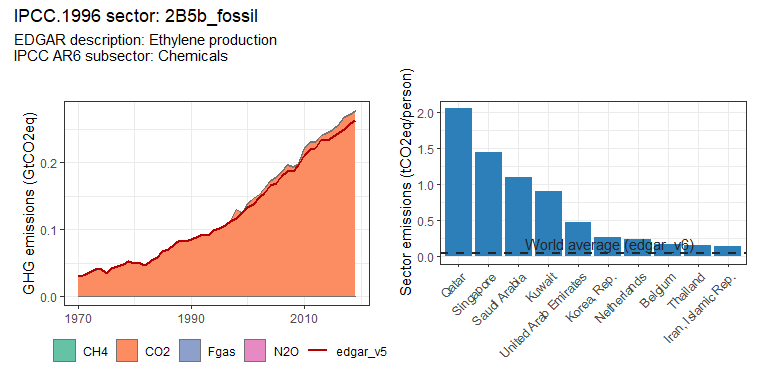 IPCC.1996 sector: 2B5b_fossil
EDGAR description: Ethylene production
IPCC AR6 subsector: Chemicals
GHG emissions (GtCO2eq)
0.2
0.1
0.0
1970
1990
2010
CH4
CO2
Fgas
N2O
edgar_v5
Sector emissions (tCO2eq/person)
2.0
1.5
1.0
0.5
0.0
World average (edgar_v6)
Qatar
Singapore
Saudi Arabia
Kuwait
United Arab Emirates
Korea, Rep.
Netherlands
Belgium
Thailand
Iran, Islamic Rep.